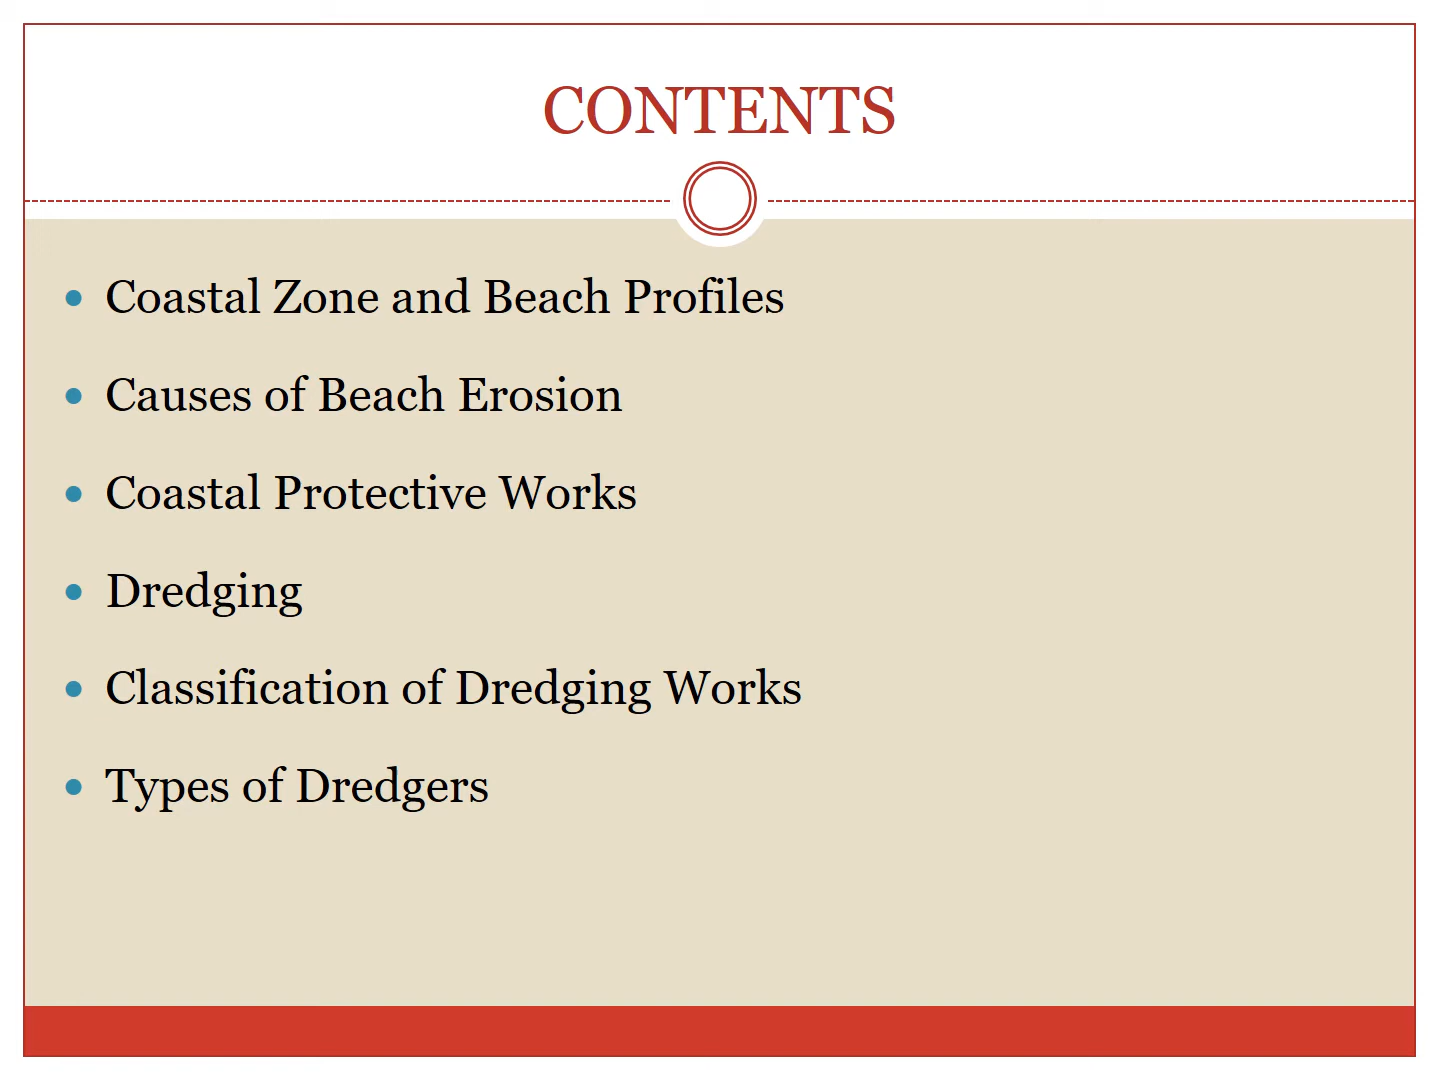 CONTENTS
Coastal Zone and Beach Profiles
Causes of Beach Erosion
Coastal Protective Works
Dredging
Classification of Dredging Works
Types of Dredgers